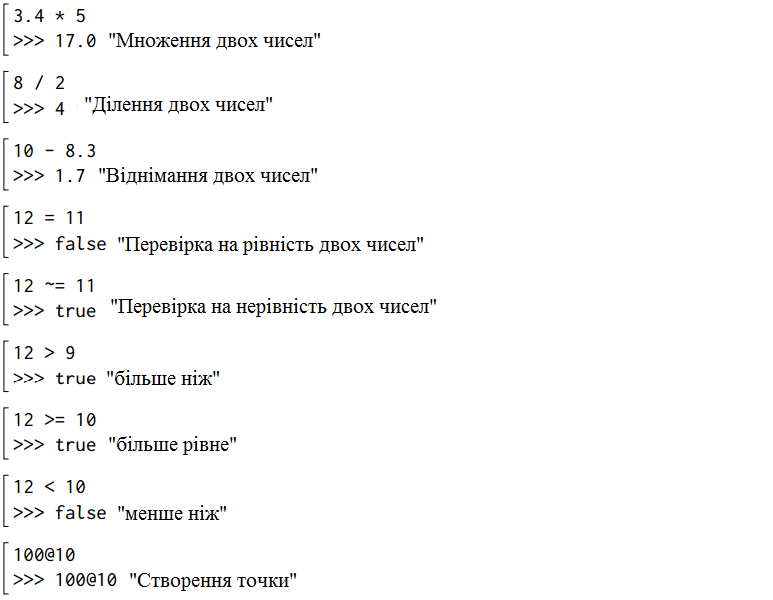 3.4 * 5
>>> 17.0 "Множення двох чисел"
8 / 2
>>> 4 "Ділення двох чисел"
10 - 8.3
>>> 1.7 "Віднімання двох чисел"
12 = 11
>>> false "Перевірка на рівність двох чисел"
12 ~= 11
>>> true "Перевірка на нерівність двох чисел"
12 > 9
>>> true "більше ніж"
12 >= 10
>>> true "більше рівне"
12 < 10
>>> false "менше ніж"
100@10
>>> 100@10 "Створення точки"